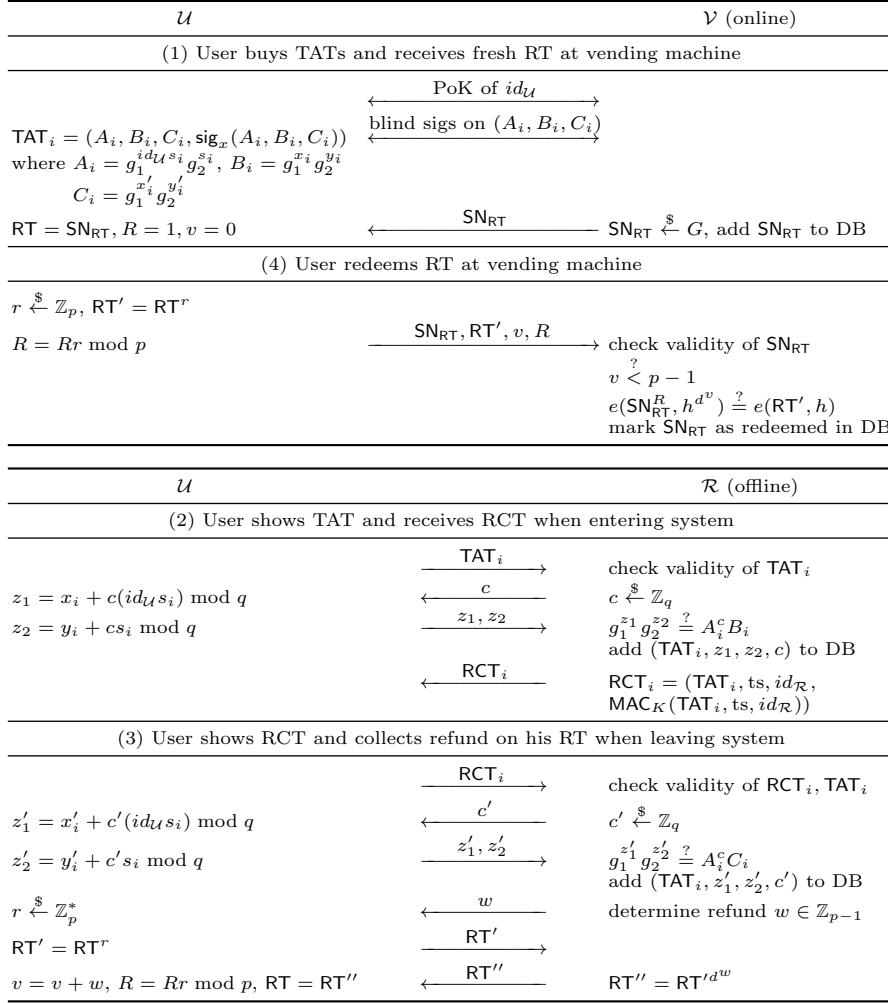 𝒰 𝒱 (online)
(1) User buys TATs and receives fresh RT at vending machine
PoK of id_𝒰
TAT_i = (A_i, B_i, C_i, sig_x(A_i, B_i, C_i)) blind sigs on (A_i, B_i, C_i)
where A_i = g_1^{id_𝒰 s_i} g_2^{s_i}, B_i = g_1^{x_i} g_2^{y_i}
C_i = g_1^{x'_i} g_2^{y'_i}
RT = SN_RT, R = 1, v = 0 SN_RT SN_RT ←$ G, add SN_RT to DB
(4) User redeems RT at vending machine
r ←$ ℤ_p, RT′ = RT^r
R = Rr mod p SN_RT, RT′, v, R check validity of SN_RT
v <? p − 1
e(SN_RT^R, h^{d^v}) =? e(RT′, h)
mark SN_RT as redeemed in DB
𝒰 ℛ (offline)
(2) User shows TAT and receives RCT when entering system
TAT_i check validity of TAT_i
z_1 = x_i + c(id_𝒰 s_i) mod q c c ←$ ℤ_q
z_2 = y_i + cs_i mod q z_1, z_2 g_1^{z_1} g_2^{z_2} =? A_i^c B_i
add (TAT_i, z_1, z_2, c) to DB
RCT_i RCT_i = (TAT_i, ts, id_ℛ,
MAC_K(TAT_i, ts, id_ℛ))
(3) User shows RCT and collects refund on his RT when leaving system
RCT_i check validity of RCT_i, TAT_i
z′_1 = x′_i + c′(id_𝒰 s_i) mod q c′ c′ ←$ ℤ_q
z′_2 = y′_i + c′s_i mod q z′_1, z′_2 g_1^{z′_1} g_2^{z′_2} =? A_i^c C_i
add (TAT_i, z′_1, z′_2, c′) to DB
r ←$ ℤ_p^* w determine refund w ∈ ℤ_{p−1}
RT′ = RT^r RT′
v = v + w, R = Rr mod p, RT = RT″ RT″ RT″ = RT′^{d^w}